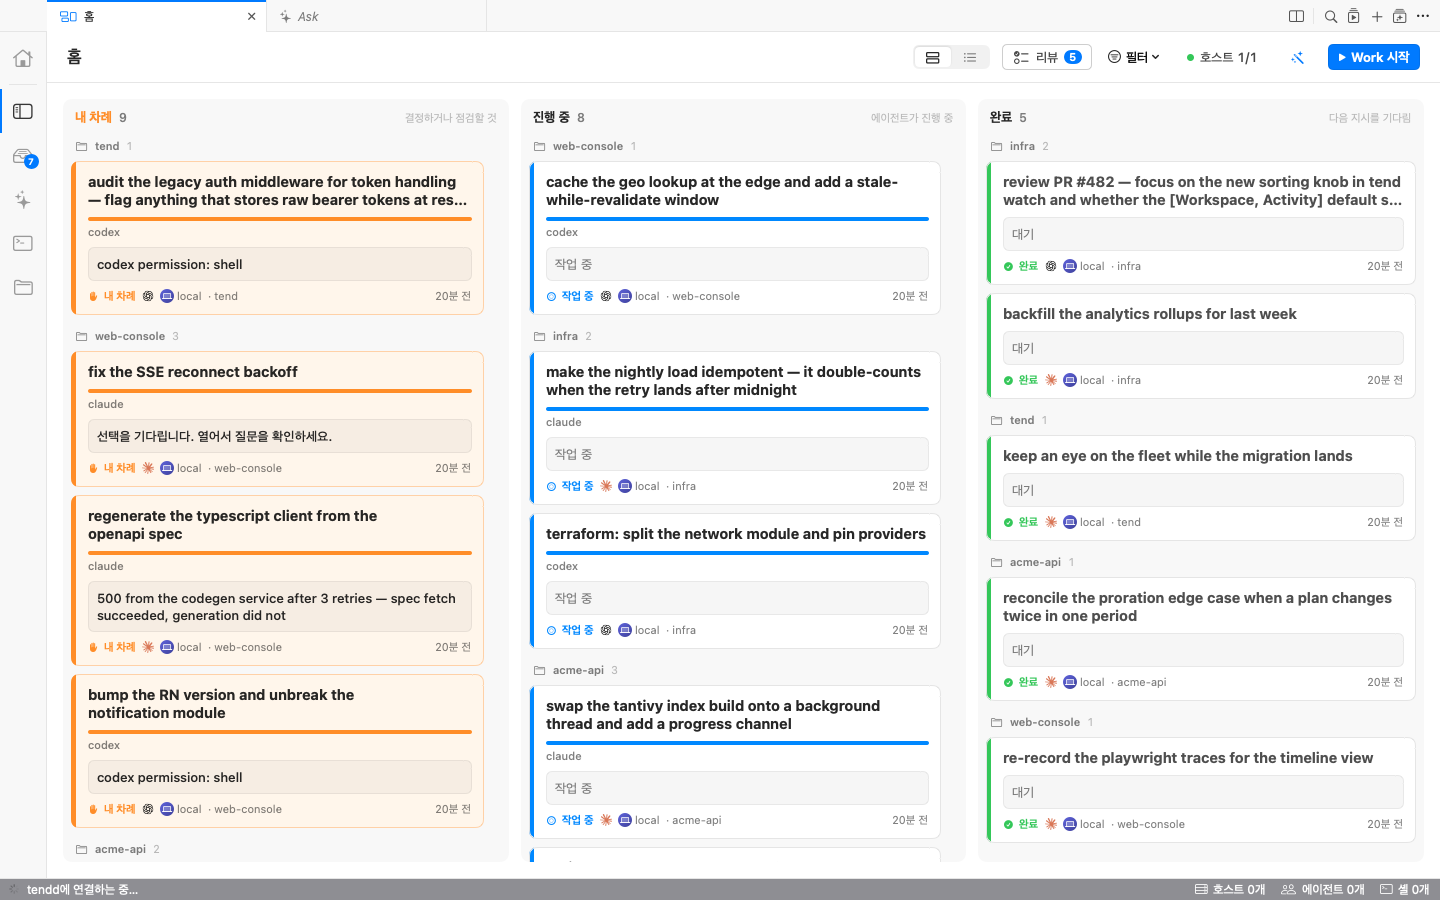 홈
Ask
홈
리뷰 5
필터
호스트 1/1
Work 시작
7
내 차례 9
결정하거나 점검할 것
tend 1
audit the legacy auth middleware for token handling
— flag anything that stores raw bearer tokens at res...
codex
codex permission: shell
내 차례 local · tend 20분 전
web-console 3
fix the SSE reconnect backoff
claude
선택을 기다립니다. 열어서 질문을 확인하세요.
내 차례 local · web-console 20분 전
regenerate the typescript client from the
openapi spec
claude
500 from the codegen service after 3 retries — spec fetch
succeeded, generation did not
내 차례 local · web-console 20분 전
bump the RN version and unbreak the
notification module
codex
codex permission: shell
내 차례 local · web-console 20분 전
acme-api 2
진행 중 8
에이전트가 진행 중
web-console 1
cache the geo lookup at the edge and add a stale-
while-revalidate window
codex
작업 중
작업 중 local · web-console 20분 전
infra 2
make the nightly load idempotent — it double-counts
when the retry lands after midnight
claude
작업 중
작업 중 local · infra 20분 전
terraform: split the network module and pin providers
codex
작업 중
작업 중 local · infra 20분 전
acme-api 3
swap the tantivy index build onto a background
thread and add a progress channel
claude
작업 중
작업 중 local · acme-api 20분 전
완료 5
다음 지시를 기다림
infra 2
review PR #482 — focus on the new sorting knob in tend
watch and whether the [Workspace, Activity] default s...
대기
완료 local · infra 20분 전
backfill the analytics rollups for last week
대기
완료 local · infra 20분 전
tend 1
keep an eye on the fleet while the migration lands
대기
완료 local · tend 20분 전
acme-api 1
reconcile the proration edge case when a plan changes
twice in one period
대기
완료 local · acme-api 20분 전
web-console 1
re-record the playwright traces for the timeline view
대기
완료 local · web-console 20분 전
tendd에 연결하는 중...
호스트 0개
에이전트 0개
셸 0개